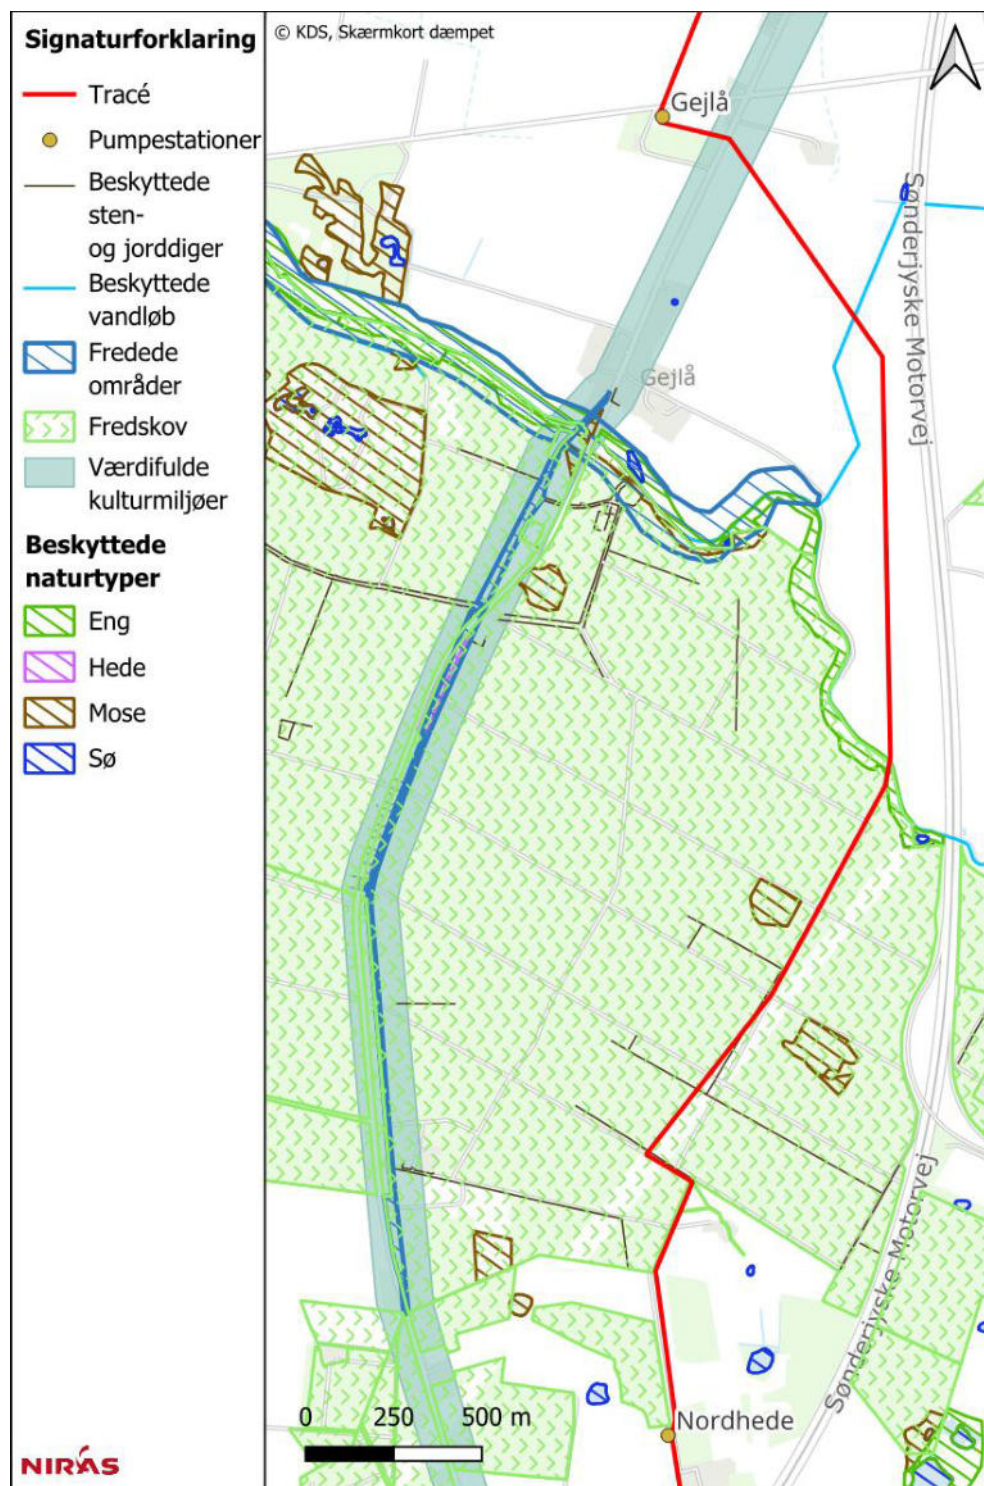 Signaturforklaring
Tracé
Pumpestationer
Beskyttede
sten-
og jorddiger
Beskyttede
vandløb
Fredede
områder
Fredskov
Værdifulde
kulturmiljøer
Beskyttede
naturtyper
Eng
Hede
Mose
Sø
NIRÁS
© KDS, Skærmkort dæmpet
Gejlå
Sønderjyske Motorvej
Gejlå
Sønderjyske Motorvej
0 250 500 m
Nordhede